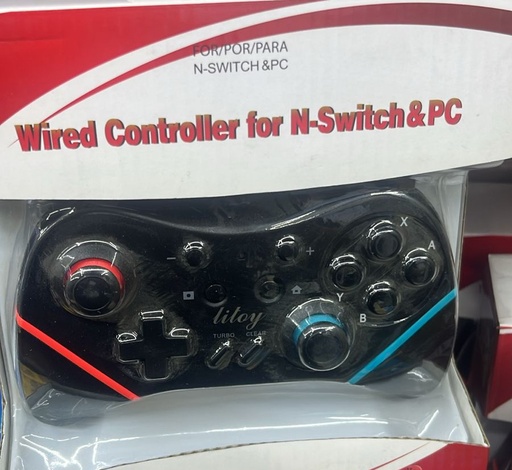 FOR/POR/PARA
N-SWITCH &PC
Wired Controller for N-Switch&PC
X
A
Y
B
- +
litoy
TURBO CLEAR